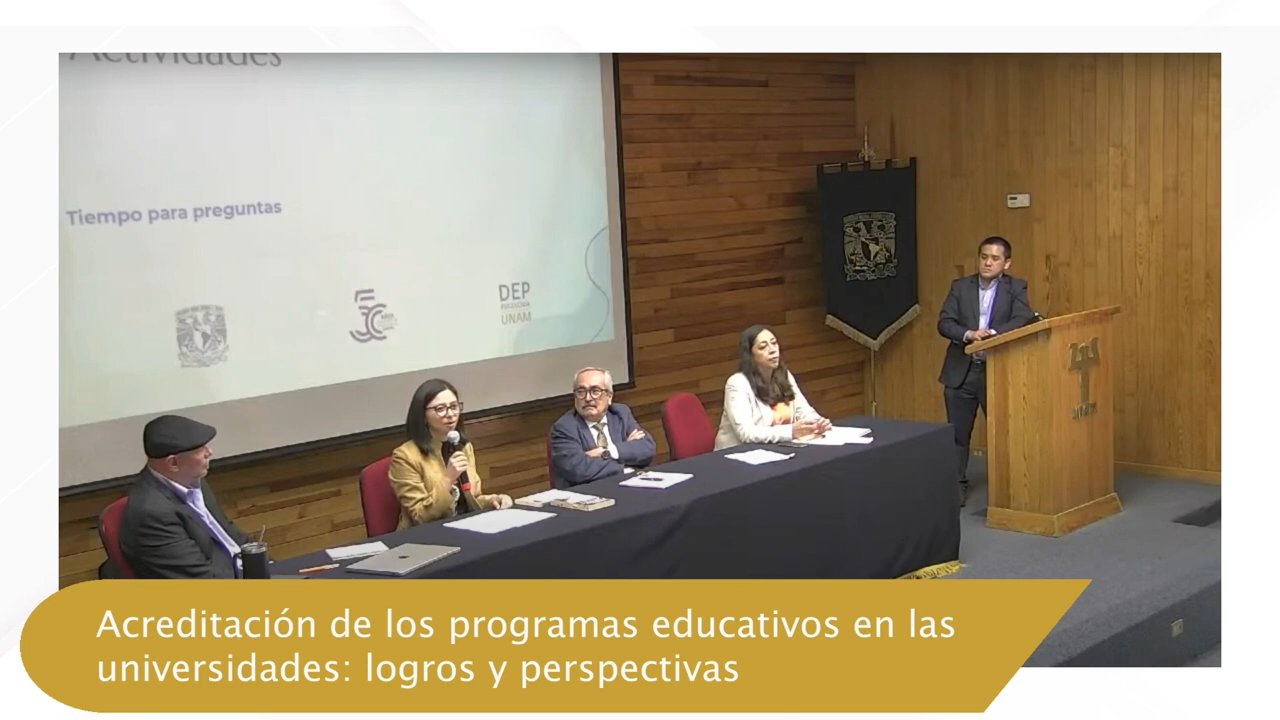 Actividades
Tiempo para preguntas
DEP
UNAM
Acreditación de los programas educativos en las
universidades: logros y perspectivas